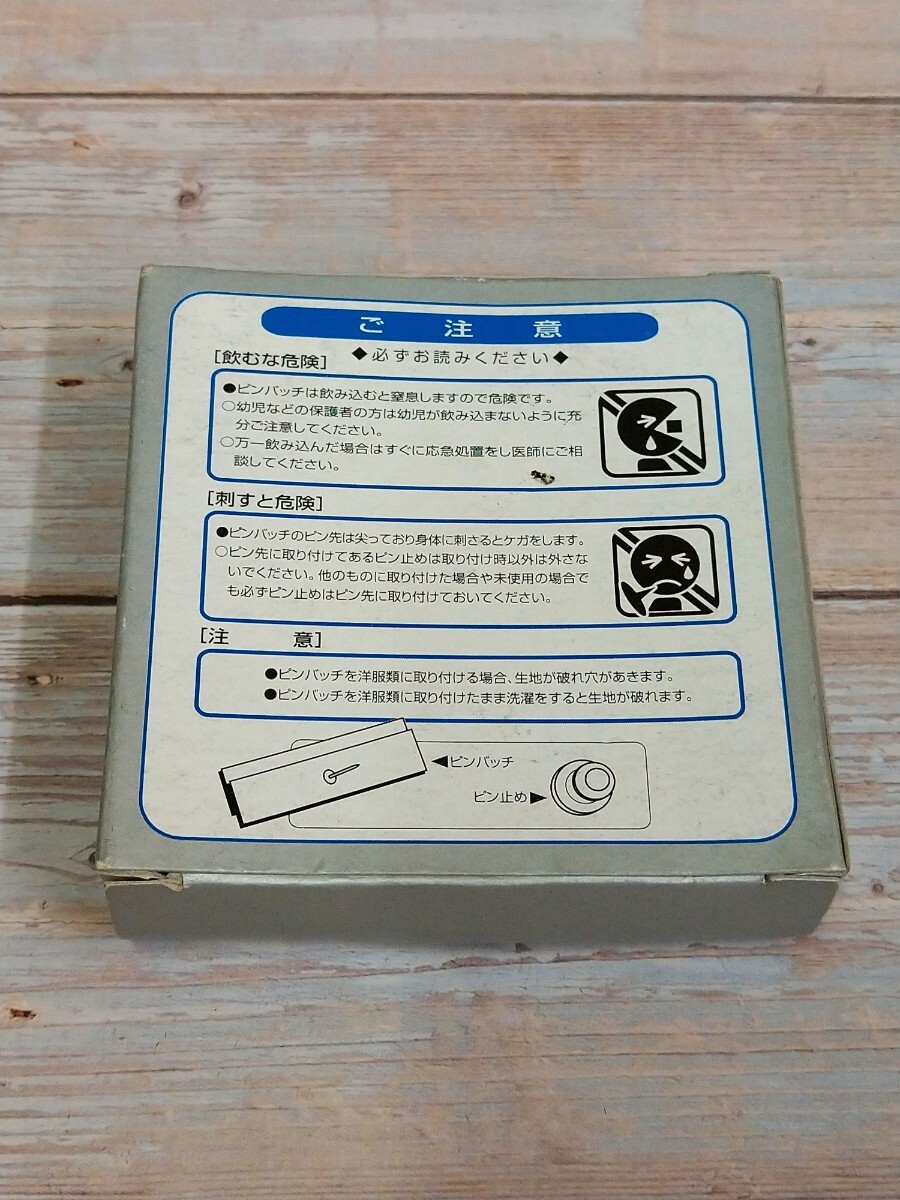 ご注意
◆必ずお読みください◆
[飲むな危険]
●ピンバッチは飲み込むと窒息しますので危険です。
○幼児などの保護者の方は幼児が飲み込まないように充
分ご注意してください。
○万一飲み込んだ場合はすぐに応急処置をし医師にご相
談してください。
[刺すと危険]
●ピンバッチのピン先は尖っており身体に刺さるとケガをします。
○ピン先に取り付けてあるピン止めは取り付け時以外は外さな
いでください。他のものに取り付けた場合や未使用の場合で
も必ずピン止めはピン先に取り付けておいてください。
[注意]
●ピンバッチを洋服類に取り付ける場合、生地が破れ穴があきます。
●ピンバッチを洋服類に取り付けたまま洗濯をすると生地が破れます。
◀ピンバッチ
ピン止め▶